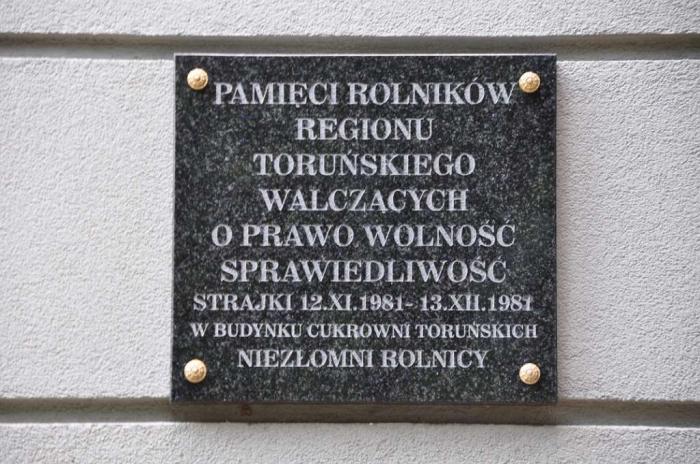 PAMIĘCI ROLNIKÓW
REGIONU
TORUŃSKIEGO
WALCZĄCYCH
O PRAWO WOLNOŚĆ
SPRAWIEDLIWOŚĆ
STRAJKI 12.XI.1981- 13.XII.1981
W BUDYNKU CUKROWNI TORUŃSKICH
NIEZŁOMNI ROLNICY